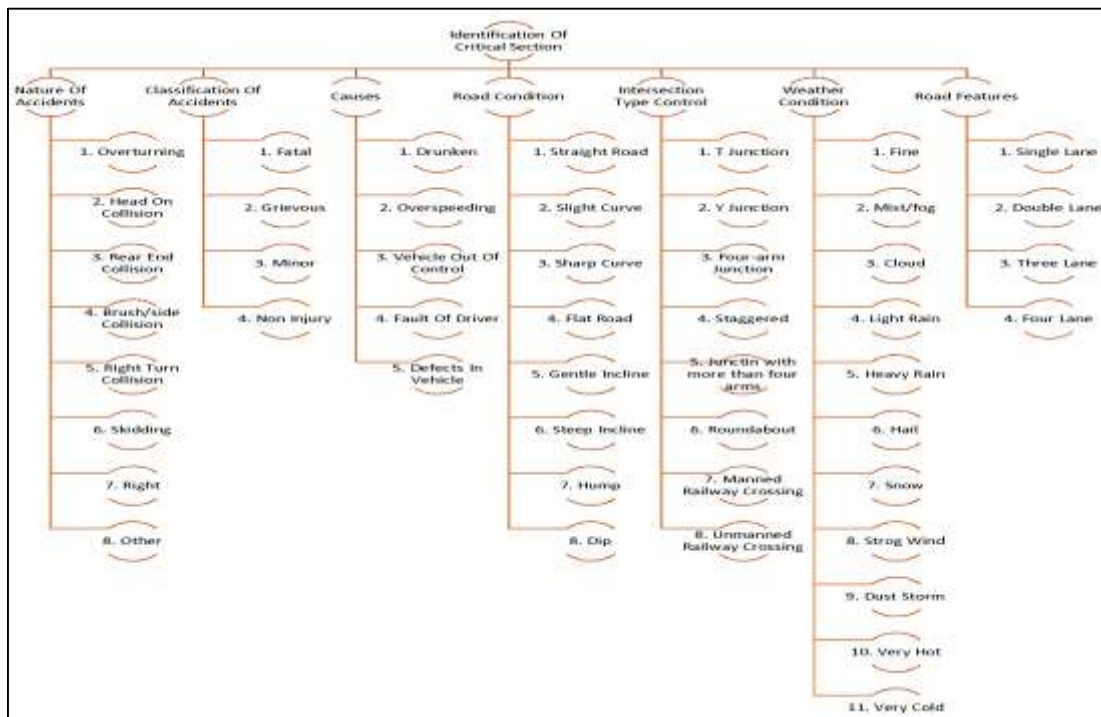 Identification Of
Critical Section
Nature Of
Accidents
1. Overturning
2. Head On
Collision
3. Rear End
Collision
4. Brush/side
Collision
5. Right Turn
Collision
6. Skidding
7. Right
8. Other
Classification Of
Accidents
1. Fatal
2. Grievous
3. Minor
4. Non Injury
Causes
1. Drunken
2. Overspeeding
3. Vehicle Out Of
Control
4. Fault Of Driver
5. Defects In
Vehicle
Road Condition
1. Straight Road
2. Slight Curve
3. Sharp Curve
4. Flat Road
5. Gentle Incline
6. Steep Incline
7. Hump
8. Dip
Intersection
Type Control
1. T Junction
2. Y Junction
3. Four-arm
Junction
4. Staggered
5. Junctin with
more than four
arms
6. Roundabout
7. Manned
Railway Crossing
8. Unmanned
Railway Crossing
Weather
Condition
1. Fine
2. Mist/fog
3. Cloud
4. Light Rain
5. Heavy Rain
6. Hail
7. Snow
8. Strog Wind
9. Dust Storm
10. Very Hot
11. Very Cold
Road Features
1. Single Lane
2. Double Lane
3. Three Lane
4. Four Lane